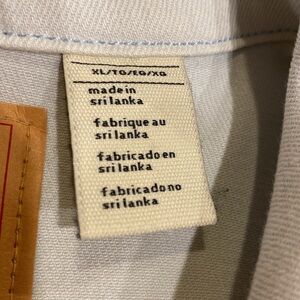 XL/TG/EG/XG
made in
sri lanka
fabrique au
sri lanka
fabricado en
sri lanka
fabricado no
sri lanka